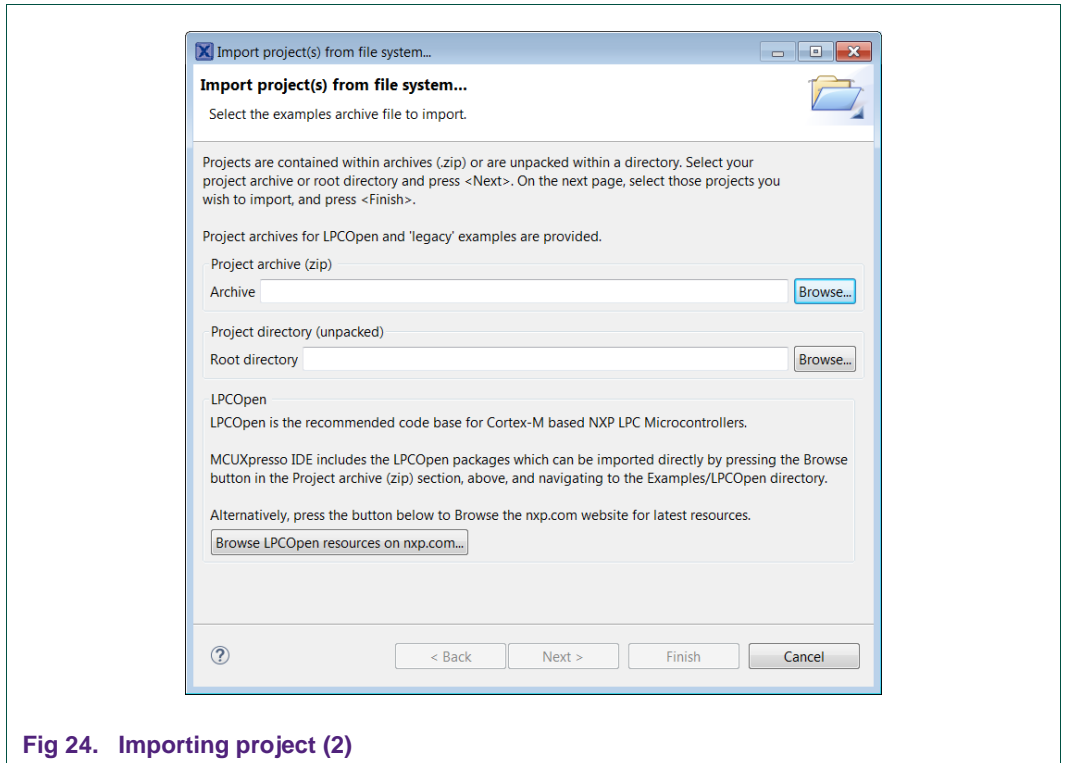 Import project(s) from file system...
Import project(s) from file system...
Select the examples archive file to import.
Projects are contained within archives (.zip) or are unpacked within a directory. Select your
project archive or root directory and press <Next>. On the next page, select those projects you
wish to import, and press <Finish>.
Project archives for LPCOpen and 'legacy' examples are provided.
Project archive (zip)
Archive Browse...
Project directory (unpacked)
Root directory Browse...
LPCOpen
LPCOpen is the recommended code base for Cortex-M based NXP LPC Microcontrollers.
MCUXpresso IDE includes the LPCOpen packages which can be imported directly by pressing the Browse
button in the Project archive (zip) section, above, and navigating to the Examples/LPCOpen directory.
Alternatively, press the button below to Browse the nxp.com website for latest resources.
Browse LPCOpen resources on nxp.com...
? < Back Next > Finish Cancel
Fig 24. Importing project (2)